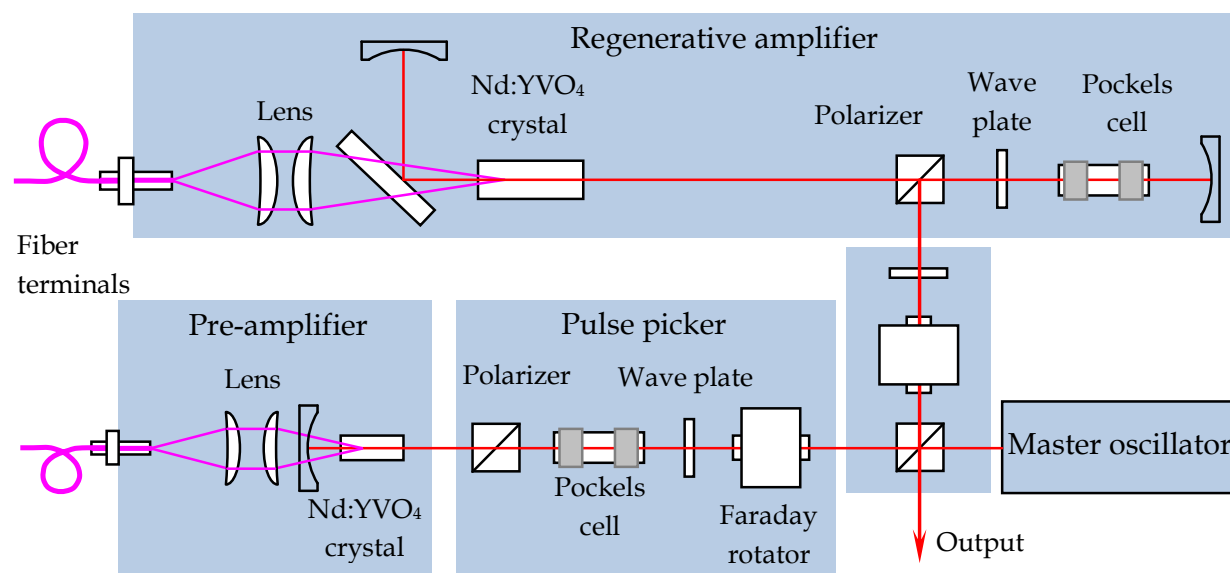 Regenerative amplifier
Lens
Nd:YVO₄
crystal
Polarizer
Wave
plate
Pockels
cell
Fiber
terminals
Pre-amplifier
Lens
Nd:YVO₄
crystal
Pulse picker
Polarizer
Wave plate
Pockels
cell
Faraday
rotator
Master oscillator
Output